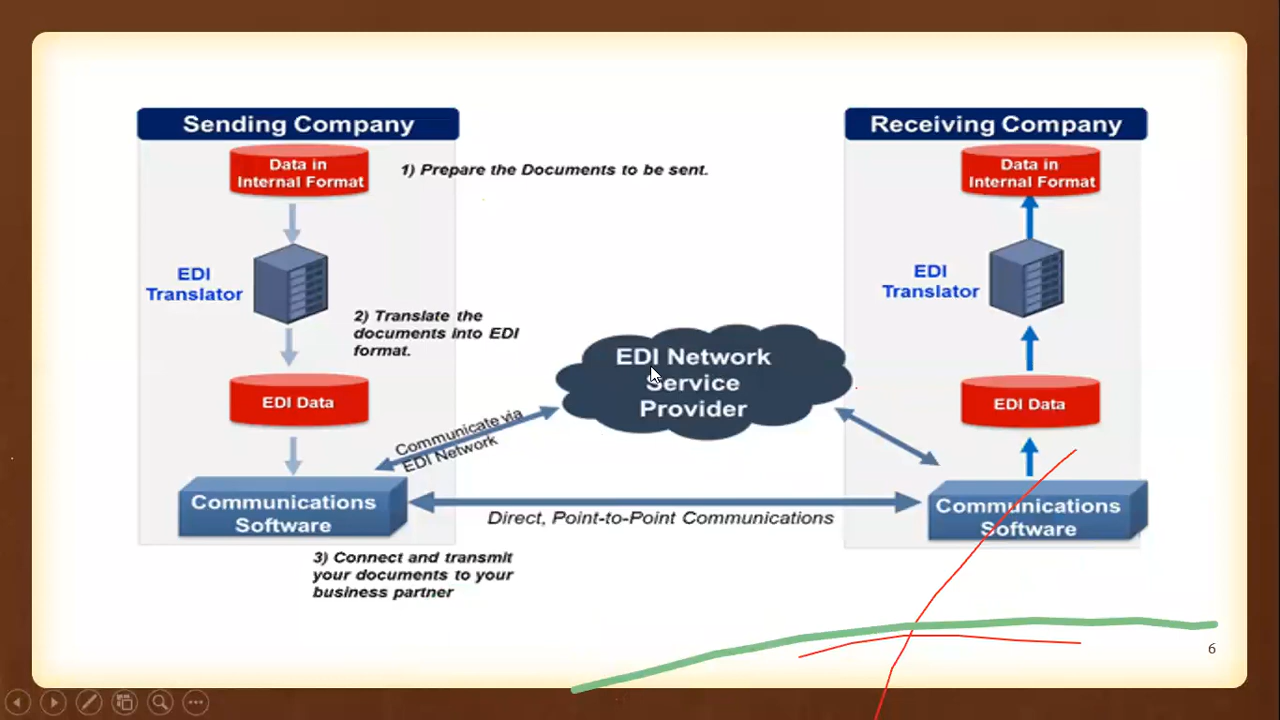 Sending Company
Data in
Internal Format
1) Prepare the Documents to be sent.
EDI
Translator
2) Translate the
documents into EDI
format.
EDI Data
Communicate via
EDI Network
Communications
Software
3) Connect and transmit
your documents to your
business partner
EDI Network
Service
Provider
Direct, Point-to-Point Communications
Receiving Company
Data in
Internal Format
EDI
Translator
EDI Data
Communications
Software
6